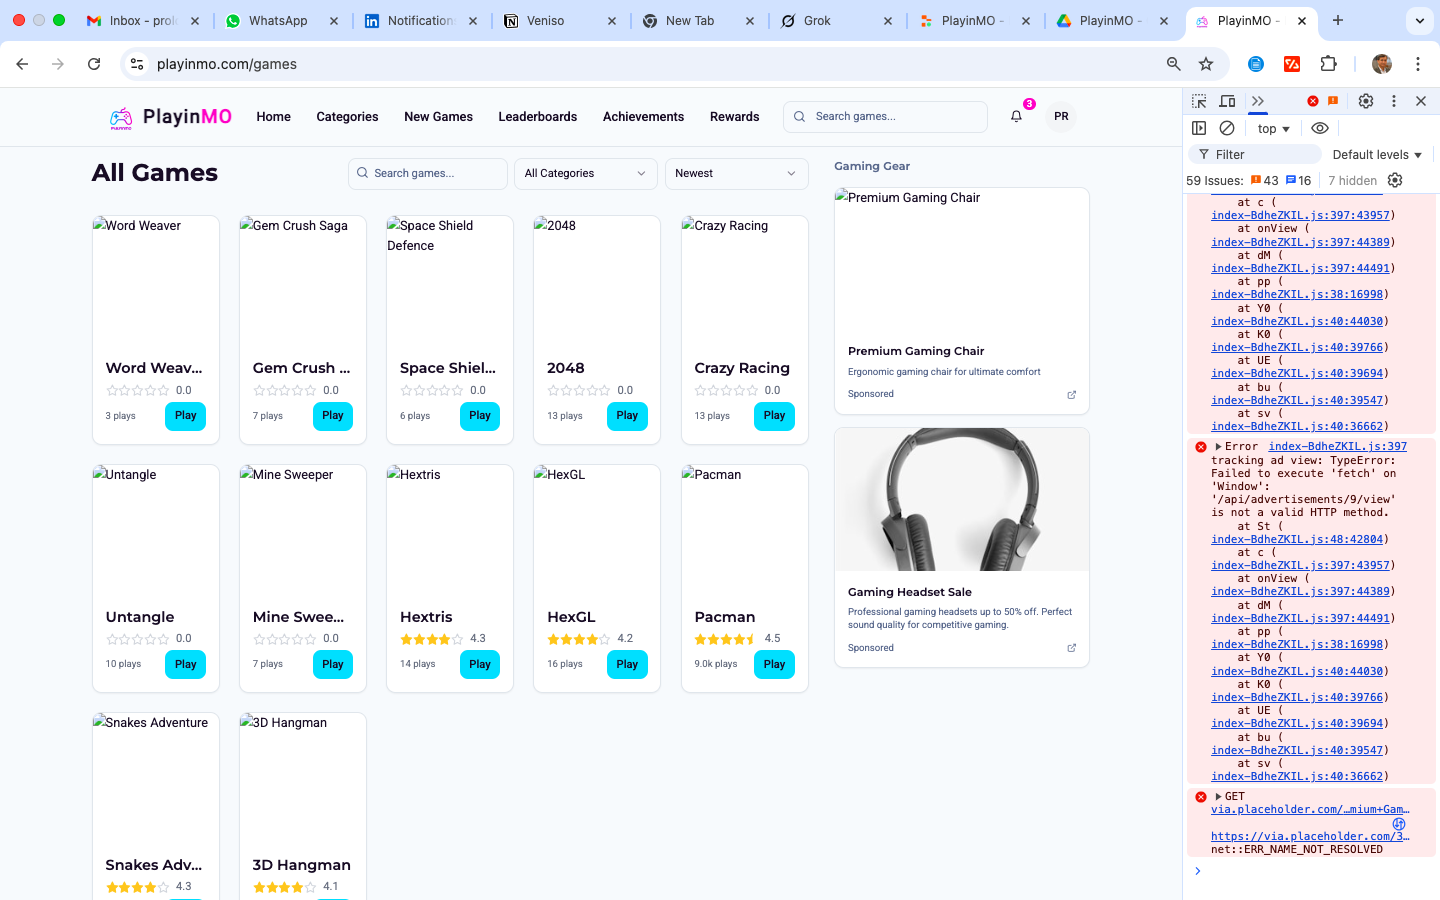 Inbox - prol
WhatsApp
Notification
Veniso
New Tab
Grok
PlayinMO -
PlayinMO -
PlayinMO -
playinmo.com/games
PlayinMO
Home
Categories
New Games
Leaderboards
Achievements
Rewards
Search games...
3
PR
All Games
Search games...
All Categories
Newest
Gaming Gear
Word Weaver
Gem Crush Saga
Space Shield
Defence
2048
Crazy Racing
Word Weav...
Gem Crush ...
Space Shiel...
2048
Crazy Racing
0.0
0.0
0.0
0.0
0.0
3 plays
Play
7 plays
Play
6 plays
Play
13 plays
Play
13 plays
Play
Untangle
Mine Sweeper
Hextris
HexGL
Pacman
Untangle
Mine Swee...
Hextris
HexGL
Pacman
0.0
0.0
4.3
4.2
4.5
10 plays
Play
7 plays
Play
14 plays
Play
16 plays
Play
9.0k plays
Play
Snakes Adventure
3D Hangman
Snakes Adv...
3D Hangman
4.3
4.1
Premium Gaming Chair
Premium Gaming Chair
Ergonomic gaming chair for ultimate comfort
Sponsored
Gaming Headset Sale
Professional gaming headsets up to 50% off. Perfect
sound quality for competitive gaming.
Sponsored
top
Filter
Default levels
59 Issues: 43 16 7 hidden
at c (
index-BdheZKIL.js:397:43957)
at onView (
index-BdheZKIL.js:397:44389)
at dM (
index-BdheZKIL.js:397:44491)
at pp (
index-BdheZKIL.js:38:16998)
at Y0 (
index-BdheZKIL.js:40:44030)
at K0 (
index-BdheZKIL.js:40:39766)
at UE (
index-BdheZKIL.js:40:39694)
at bu (
index-BdheZKIL.js:40:39547)
at sv (
index-BdheZKIL.js:40:36662)
Error index-BdheZKIL.js:397
tracking ad view: TypeError:
Failed to execute 'fetch' on
'Window':
'/api/advertisements/9/view'
is not a valid HTTP method.
at St (
index-BdheZKIL.js:48:42804)
at c (
index-BdheZKIL.js:397:43957)
at onView (
index-BdheZKIL.js:397:44389)
at dM (
index-BdheZKIL.js:397:44491)
at pp (
index-BdheZKIL.js:38:16998)
at Y0 (
index-BdheZKIL.js:40:44030)
at K0 (
index-BdheZKIL.js:40:39766)
at UE (
index-BdheZKIL.js:40:39694)
at bu (
index-BdheZKIL.js:40:39547)
at sv (
index-BdheZKIL.js:40:36662)
GET
via.placeholder.com/…mium+Gam…
https://via.placeholder.com/3…
net::ERR_NAME_NOT_RESOLVED